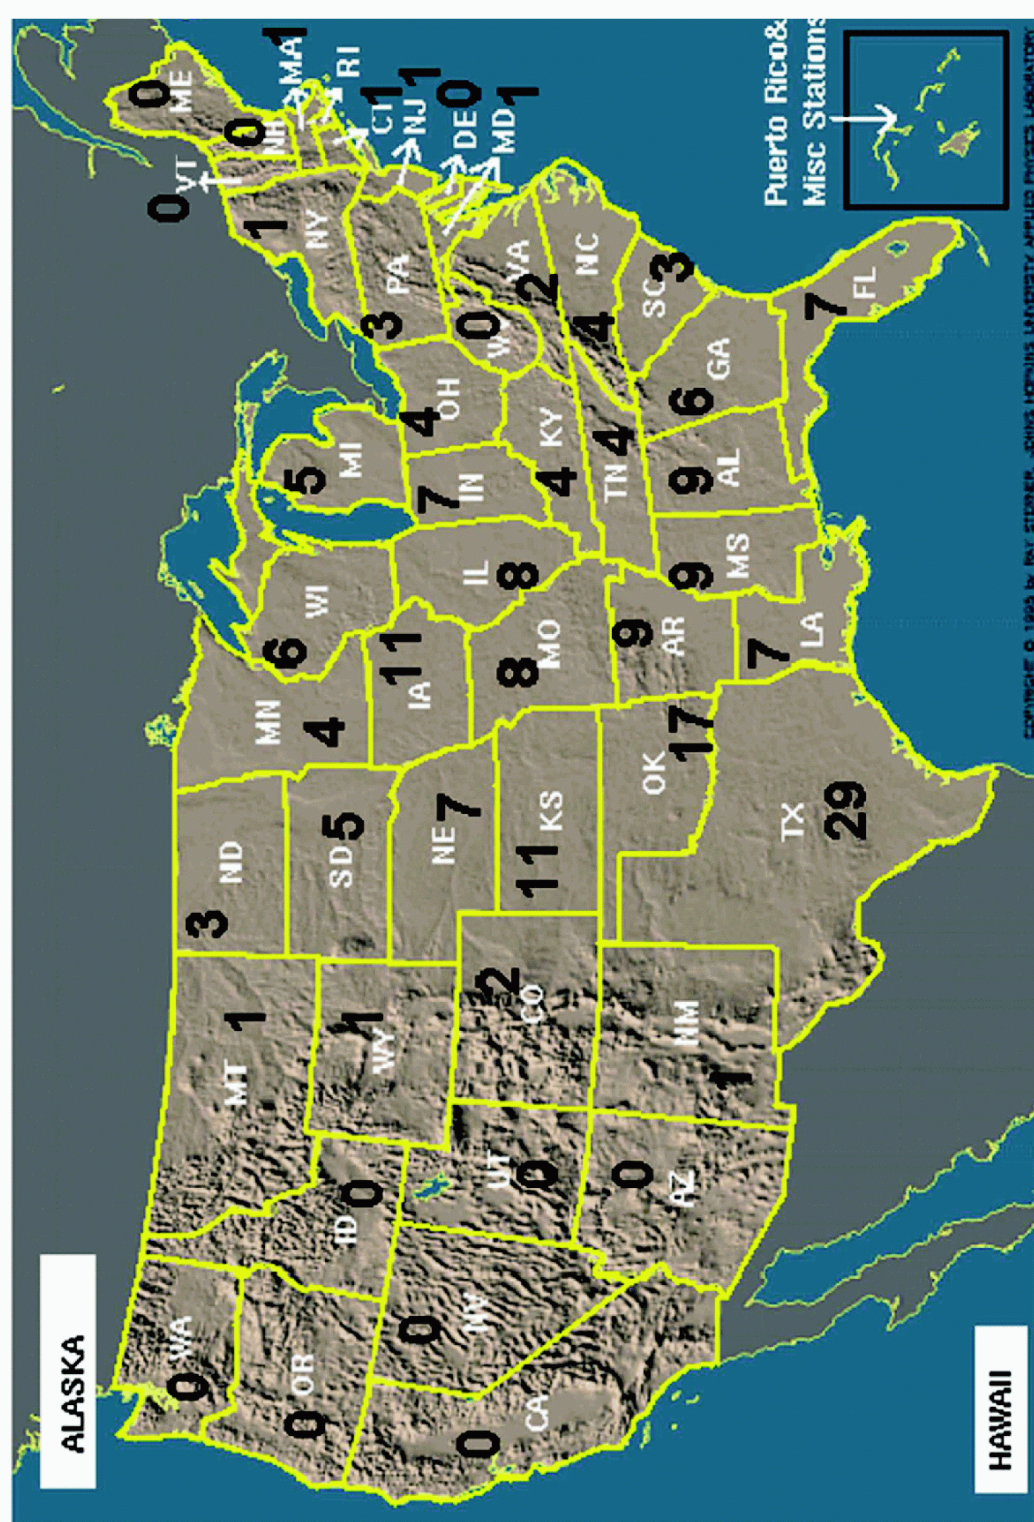 ALASKA
WA
0
OR
0
CA
0
NV
0
ID
0
MT
1
WY
1
UT
0
AZ
0
CO
2
NM
1
ND
3
SD
5
NE
7
KS
11
OK
17
TX
29
MN
4
IA
11
MO
8
AR
9
LA
7
WI
6
IL
8
MS
9
MI
5
IN
7
KY
4
TN
4
AL
9
OH
4
GA
6
FL
7
SC
3
NC
4
VA
2
WV
0
PA
3
NY
1
VT
0
NH
0
ME
0
MA
1
RI
CT
1
NJ
1
DE
0
MD
1
Puerto Rico&
Misc Stations
HAWAII